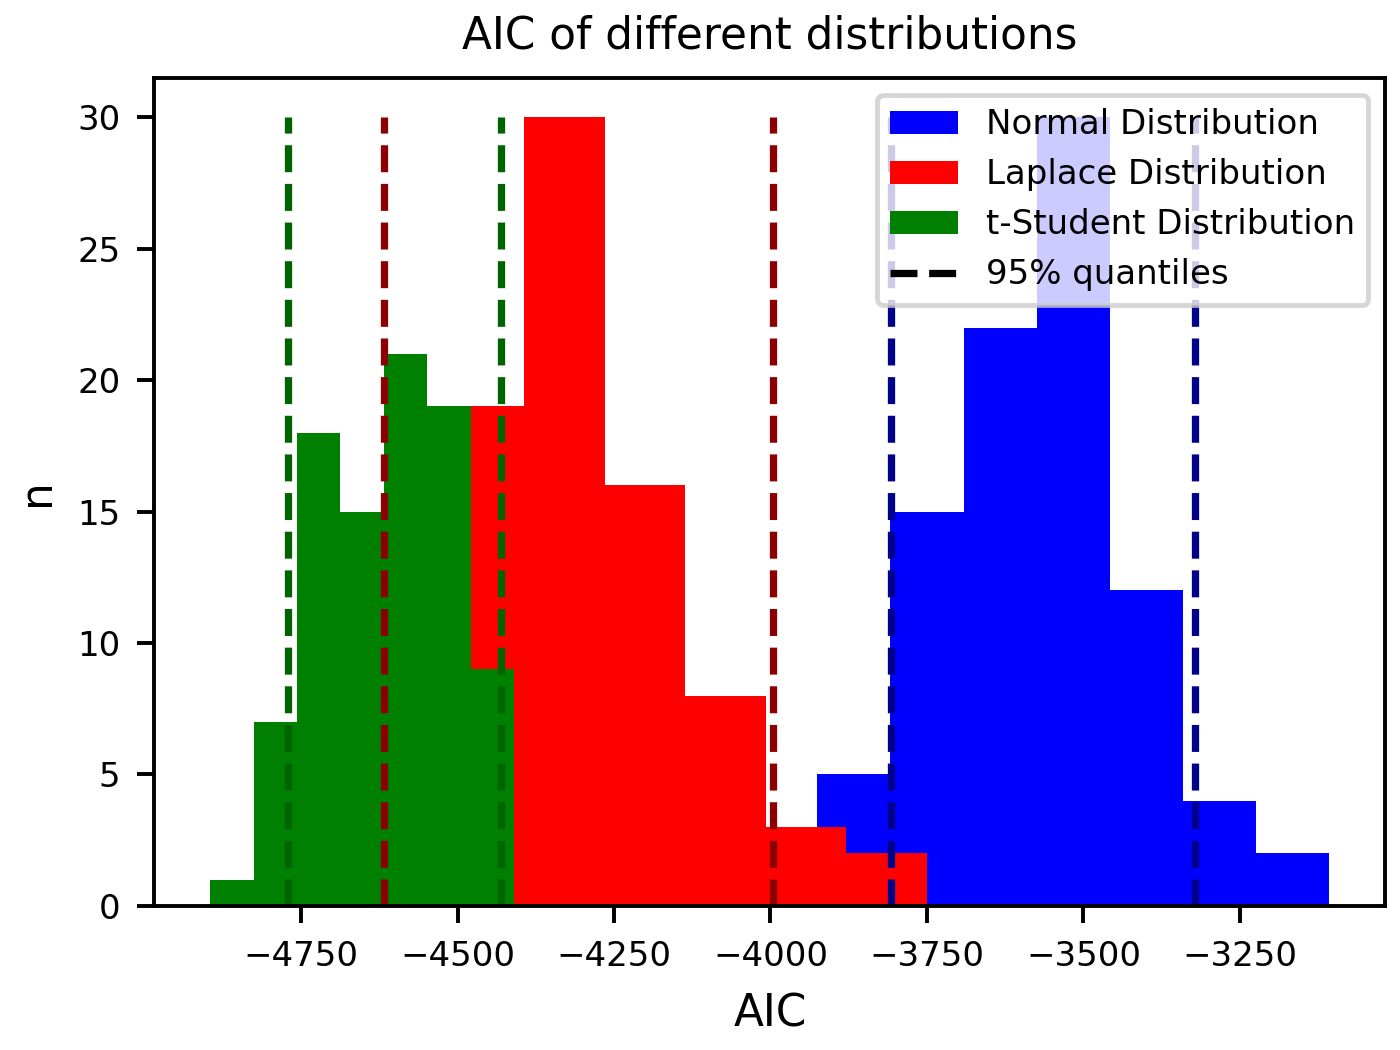 AIC of different distributions
30
25
20
15
10
5
0
n
Normal Distribution
Laplace Distribution
t-Student Distribution
95% quantiles
−4750
−4500
−4250
−4000
−3750
−3500
−3250
AIC